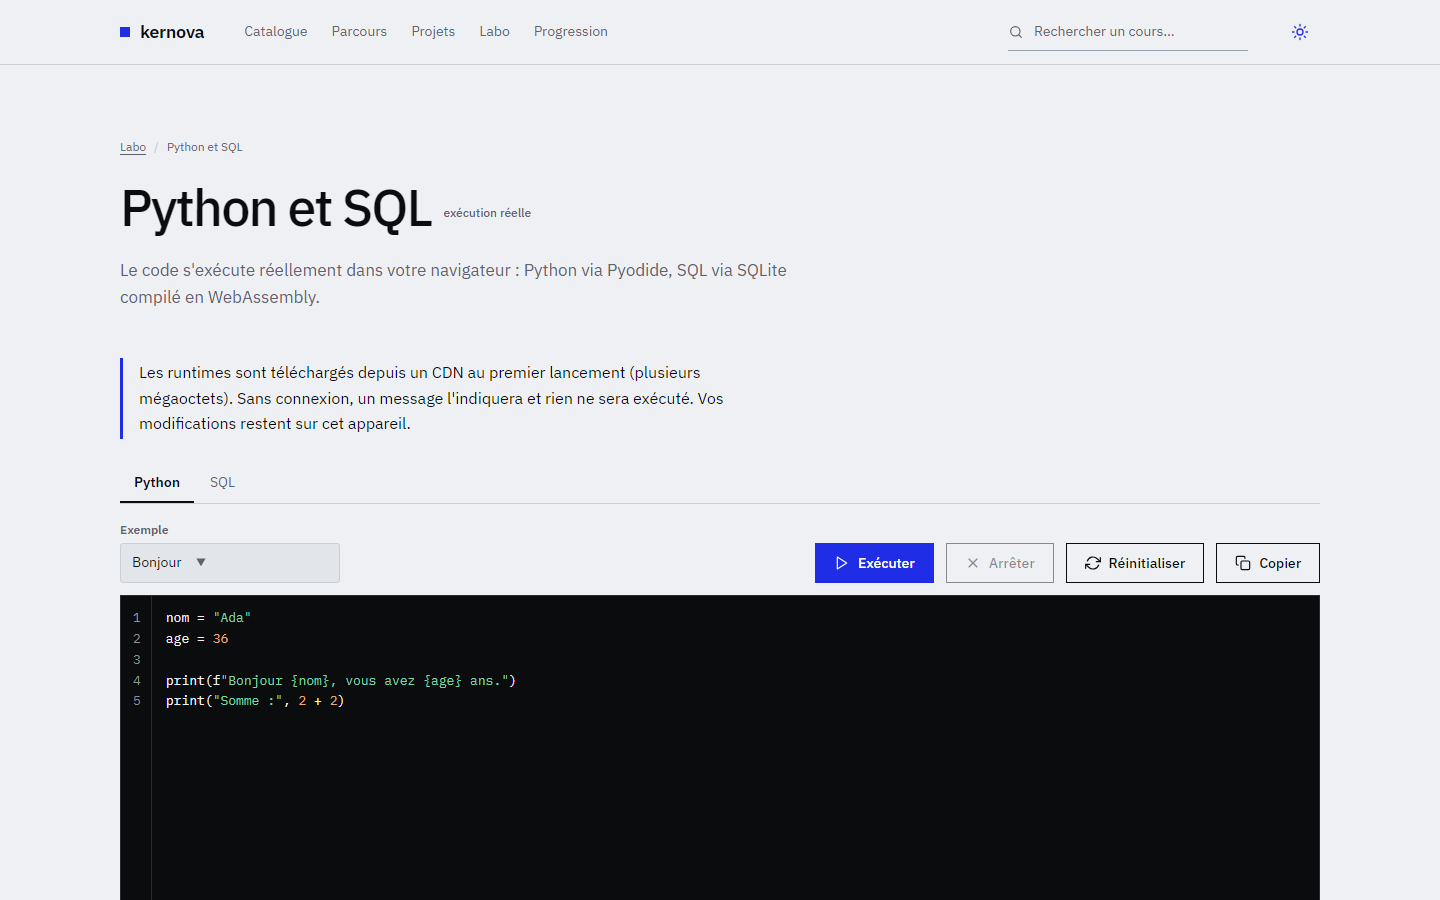 kernova
Catalogue
Parcours
Projets
Labo
Progression
Rechercher un cours...
Labo / Python et SQL
Python et SQL exécution réelle
Le code s'exécute réellement dans votre navigateur : Python via Pyodide, SQL via SQLite
compilé en WebAssembly.
Les runtimes sont téléchargés depuis un CDN au premier lancement (plusieurs
mégaoctets). Sans connexion, un message l'indiquera et rien ne sera exécuté. Vos
modifications restent sur cet appareil.
Python
SQL
Exemple
Bonjour
Exécuter
Arrêter
Réinitialiser
Copier
1 nom = "Ada"
2 age = 36
3
4 print(f"Bonjour {nom}, vous avez {age} ans.")
5 print("Somme :", 2 + 2)